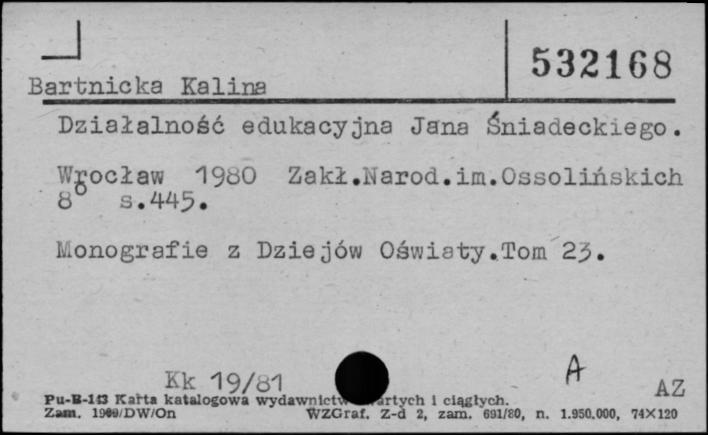 532168
Bartnicka Kalina
Działalność edukacyjna Jana Śniadeckiego.
Wrocław 1980 Zakł.Narod.im.Ossolińskich
8° s.445.
Monografie z Dziejów Oświaty.Tom 23.
A
Kk 19/81 AZ
Pu-B-143 Karta katalogowa wydawnictw artych i ciągłych.
Zam. /DW/On WZGraf. Z-d 2, zam. 691/80, n. 1.950.000, 74X120